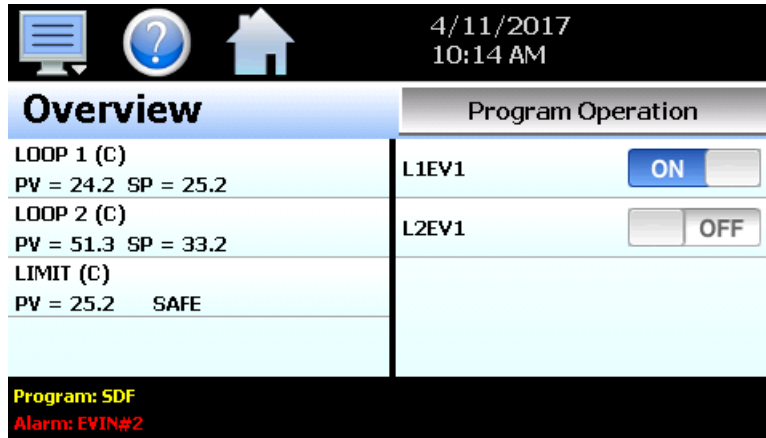 ?
4/11/2017
10:14 AM
Overview
Program Operation
LOOP 1 (C)
PV = 24.2 SP = 25.2
LOOP 2 (C)
PV = 51.3 SP = 33.2
LIMIT (C)
PV = 25.2 SAFE
L1EV1 ON
L2EV1 OFF
Program: SDF
Alarm: EVIN#2